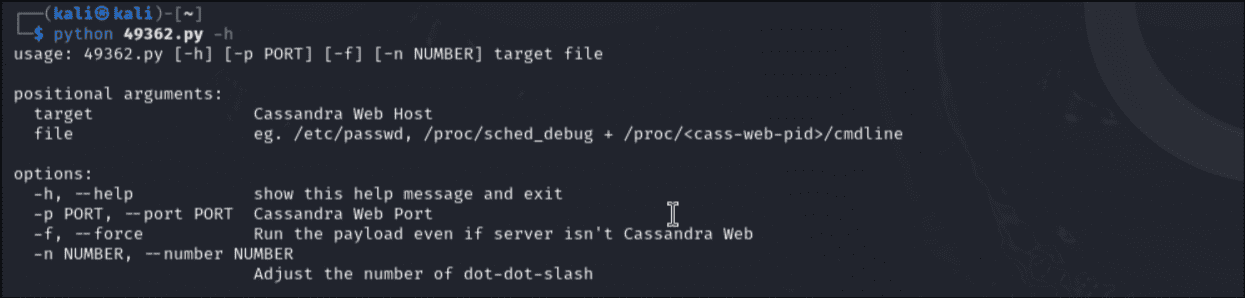 ┌──(kali㉿kali)-[~]
└─$ python 49362.py -h
usage: 49362.py [-h] [-p PORT] [-f] [-n NUMBER] target file
positional arguments:
target Cassandra Web Host
file eg. /etc/passwd, /proc/sched_debug + /proc/<cass-web-pid>/cmdline
options:
-h, --help show this help message and exit
-p PORT, --port PORT Cassandra Web Port
-f, --force Run the payload even if server isn't Cassandra Web
-n NUMBER, --number NUMBER
Adjust the number of dot-dot-slash